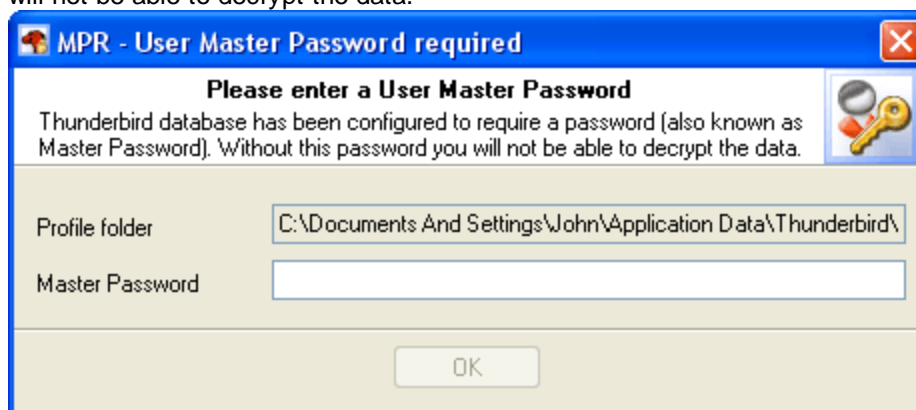 will not be able to decrypt the data.
MPR - User Master Password required
Please enter a User Master Password
Thunderbird database has been configured to require a password (also known as
Master Password). Without this password you will not be able to decrypt the data.
Profile folder
C:\Documents And Settings\John\Application Data\Thunderbird\
Master Password
OK